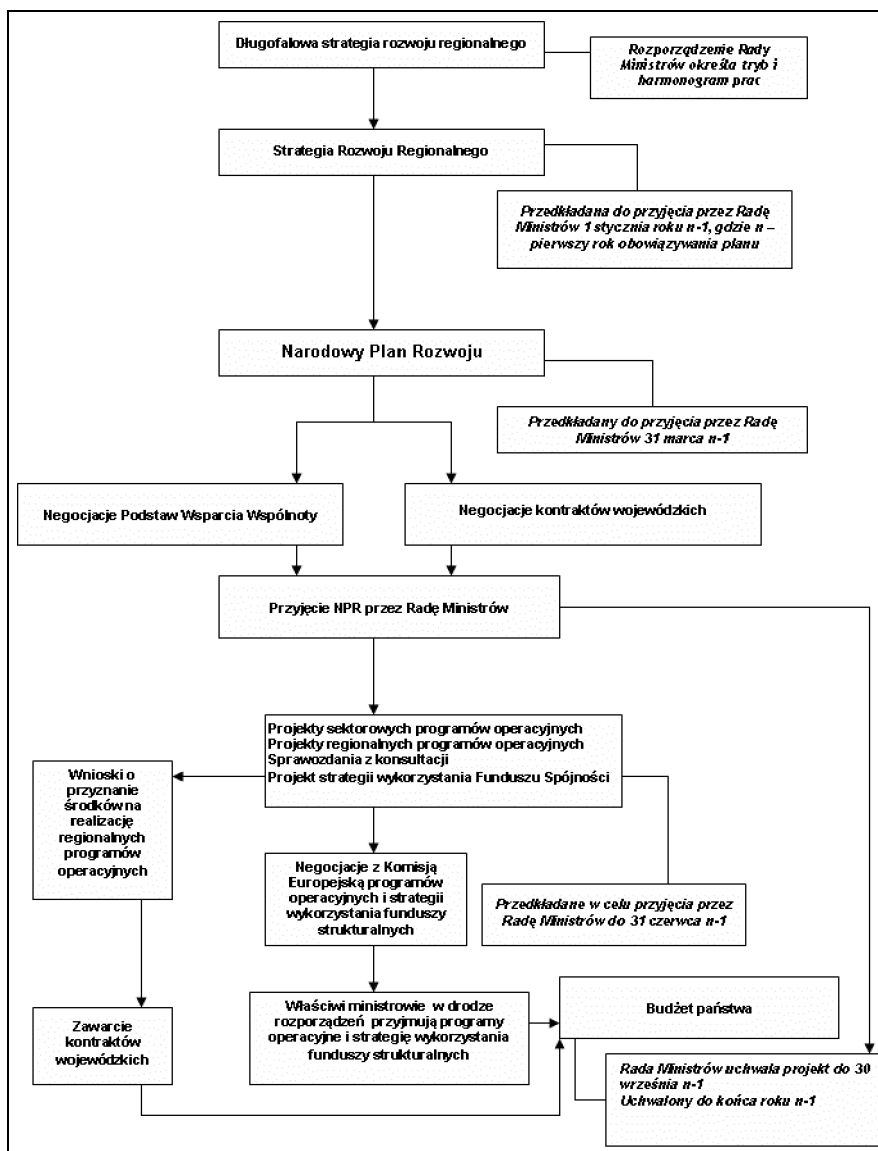 Długofalowa strategia rozwoju regionalnego
Rozporządzenie Rady
Ministrów określa tryb i
harmonogram prac
Strategia Rozwoju Regionalnego
Przedkładana do przyjęcia przez Radę
Ministrów 1 stycznia roku n-1, gdzie n –
pierwszy rok obowiązywania planu
Narodowy Plan Rozwoju
Przedkładany do przyjęcia przez Radę
Ministrów 31 marca n-1
Negocjacje Podstaw Wsparcia Wspólnoty
Negocjacje kontraktów wojewódzkich
Przyjęcie NPR przez Radę Ministrów
Projekty sektorowych programów operacyjnych
Projekty regionalnych programów operacyjnych
Sprawozdania z konsultacji
Projekt strategii wykorzystania Funduszu Spójności
Wnioski o
przyznanie
środków na
realizację
regionalnych
programów
operacyjnych
Negocjacje z Komisją
Europejską programów
operacyjnych i strategii
wykorzystania funduszy
strukturalnych
Przedkładane w celu przyjęcia przez
Radę Ministrów do 31 czerwca n-1
Zawarcie
kontraktów
wojewódzkich
Właściwi ministrowie w drodze
rozporządzeń przyjmują programy
operacyjne i strategię wykorzystania
funduszy strukturalnych
Budżet państwa
Rada Ministrów uchwala projekt do 30
września n-1
Uchwalony do końca roku n-1